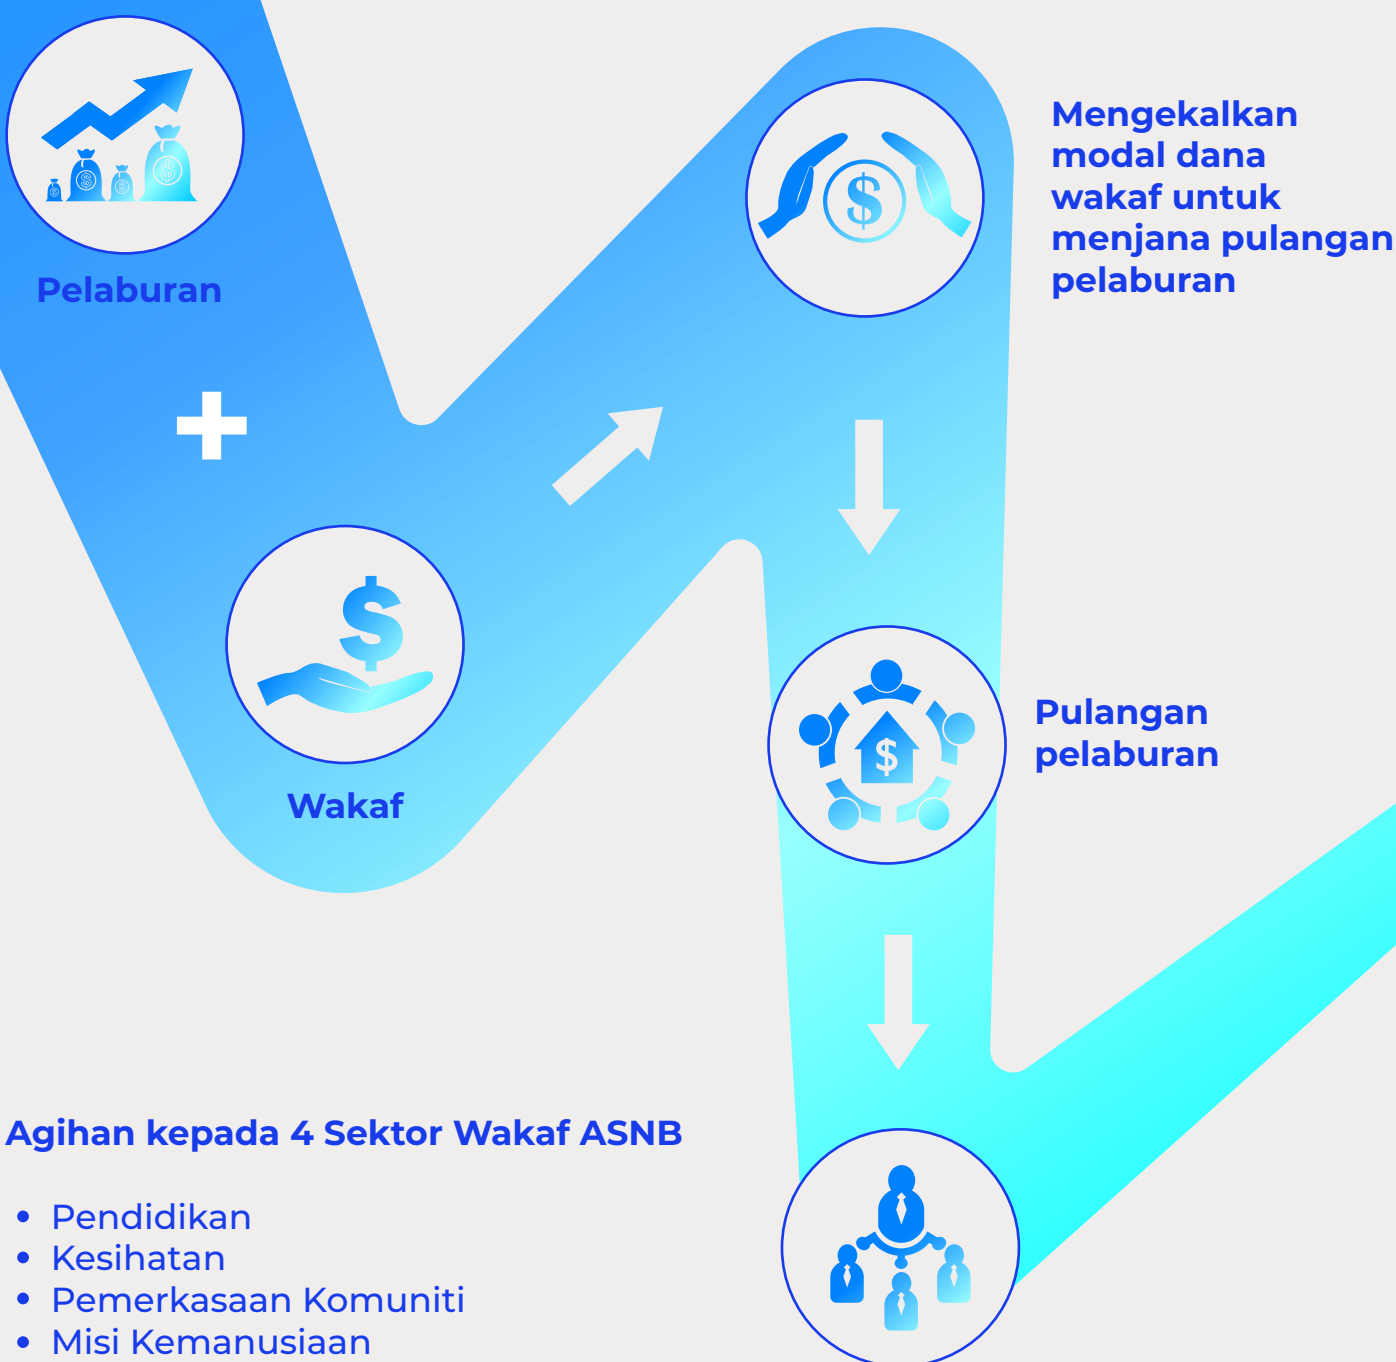 Pelaburan
Wakaf
Mengekalkan
modal dana
wakaf untuk
menjana pulangan
pelaburan
Pulangan
pelaburan
Agihan kepada 4 Sektor Wakaf ASNB
• Pendidikan
• Kesihatan
• Pemerkasaan Komuniti
• Misi Kemanusiaan